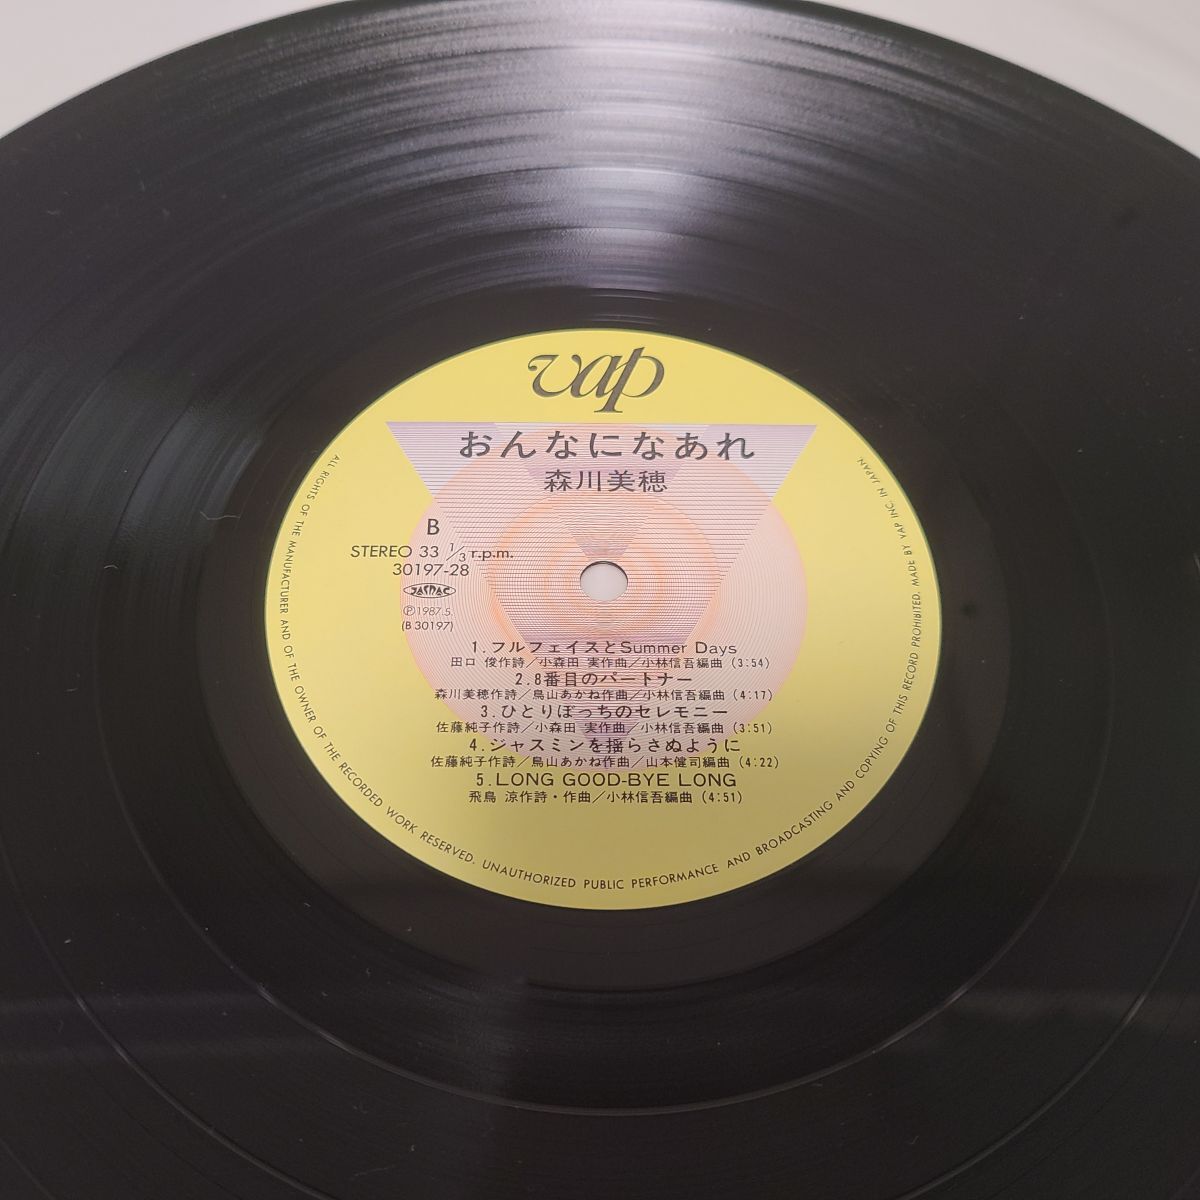 vap
おんなになあれ
森川美穂
B
STEREO 33 1/3 r.p.m.
30197-28
JASRAC
Ⓟ1987.5.
(B 30197)
1.フルフェイスとSummer Days
田口 俊作詩／小森田 実作曲／小林信吾編曲 (3:54)
2.8番目のパートナー
森川美穂作詩／鳥山あかね作曲／小林信吾編曲 (4:17)
3.ひとりぼっちのセレモニー
佐藤純子作詩／小森田 実作曲／小林信吾編曲 (3:51)
4.ジャスミンを揺らさぬように
佐藤純子作詩／鳥山あかね作曲／山本健司編曲 (4:22)
5.LONG GOOD-BYE LONG
飛鳥 涼作詩・作曲／小林信吾編曲 (4:51)
ALL RIGHTS OF THE MANUFACTURER AND OF THE OWNER OF THE RECORDED WORK RESERVED. UNAUTHORIZED PUBLIC PERFORMANCE AND BROADCASTING AND COPYING OF THIS RECORD PROHIBITED. MADE BY VAP INC. IN JAPAN.